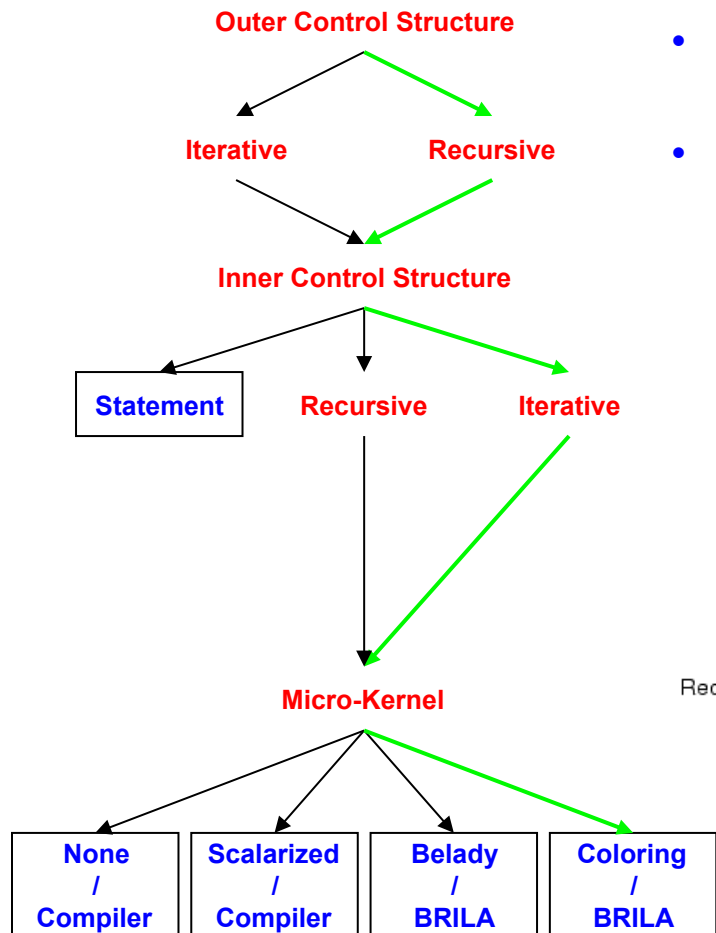 Outer Control Structure
•
Iterative Recursive
•
Inner Control Structure
Statement Recursive Iterative
Micro-Kernel
None Scalarized Belady Coloring
/ / / /
Compiler Compiler BRILA BRILA